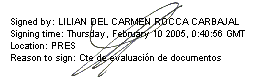 Signed by: LILIAN DEL CARMEN ROCCA CARBAJAL
Signing time: Thursday, February 10 2005, 0:40:56 GMT
Location: PRES
Reason to sign: Cte de evaluación de documentos